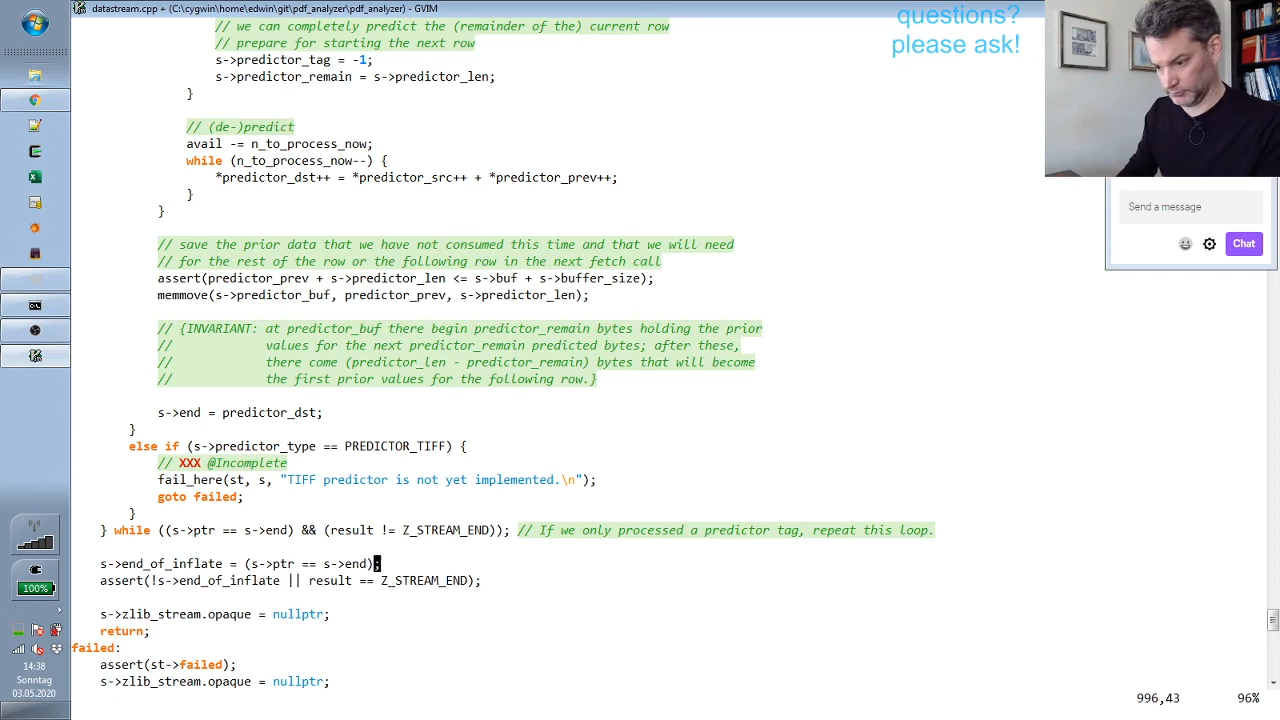 datastream.cpp + (C:\cygwin\home\edwin\git\pdf_analyzer\pdf_analyzer) - GVIM
// we can completely predict the (remainder of the) current row
// prepare for starting the next row
s->predictor_tag = -1;
s->predictor_remain = s->predictor_len;
}
// (de-)predict
avail -= n_to_process_now;
while (n_to_process_now--) {
*predictor_dst++ = *predictor_src++ + *predictor_prev++;
}
}
// save the prior data that we have not consumed this time and that we will need
// for the rest of the row or the following row in the next fetch call
assert(predictor_prev + s->predictor_len <= s->buf + s->buffer_size);
memmove(s->predictor_buf, predictor_prev, s->predictor_len);
// {INVARIANT: at predictor_buf there begin predictor_remain bytes holding the prior
// values for the next predictor_remain predicted bytes; after these,
// there come (predictor_len - predictor_remain) bytes that will become
// the first prior values for the following row.}
s->end = predictor_dst;
}
else if (s->predictor_type == PREDICTOR_TIFF) {
// XXX @Incomplete
fail_here(st, s, "TIFF predictor is not yet implemented.\n");
goto failed;
}
} while ((s->ptr == s->end) && (result != Z_STREAM_END)); // If we only processed a predictor tag, repeat this loop.
s->end_of_inflate = (s->ptr == s->end);
assert(!s->end_of_inflate || result == Z_STREAM_END);
s->zlib_stream.opaque = nullptr;
return;
failed:
assert(st->failed);
s->zlib_stream.opaque = nullptr;
996,43 96%
questions?
please ask!
Send a message
Chat
100%
14:38
Sonntag
03.05.2020